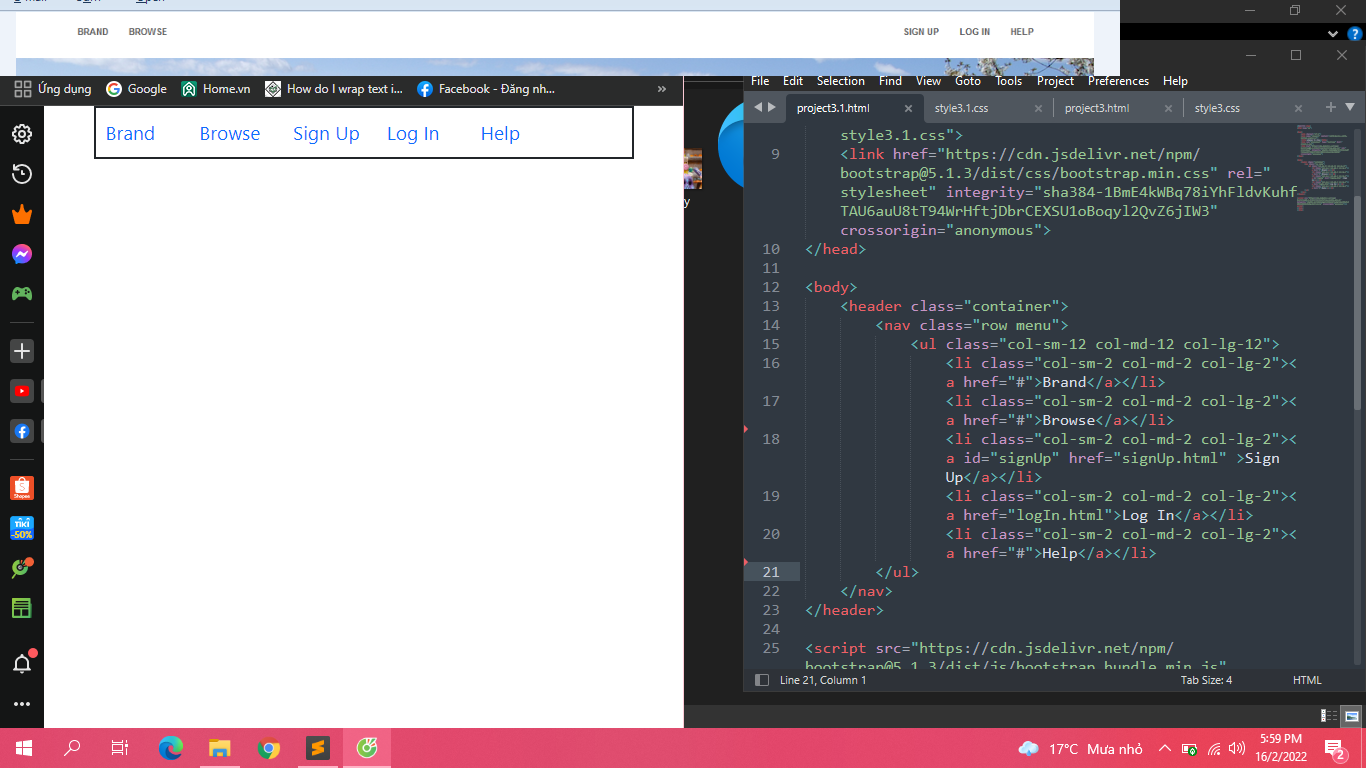 BRAND BROWSE SIGN UP LOG IN HELP
Ứng dụng Google Home.vn How do I wrap text i... Facebook - Đăng nh... »
Brand Browse Sign Up Log In Help
y
File Edit Selection Find View Goto Tools Project Preferences Help
project3.1.html × style3.1.css × project3.html × style3.css ×
style3.1.css">
9 <link href="https://cdn.jsdelivr.net/npm/
bootstrap@5.1.3/dist/css/bootstrap.min.css" rel="
stylesheet" integrity="sha384-1BmE4kWBq78iYhFldvKuhf
TAU6auU8tT94WrHftjDbrCEXSU1oBoqyl2QvZ6jIW3"
crossorigin="anonymous">
10 </head>
11
12 <body>
13 <header class="container">
14 <nav class="row menu">
15 <ul class="col-sm-12 col-md-12 col-lg-12">
16 <li class="col-sm-2 col-md-2 col-lg-2"><
a href="#">Brand</a></li>
17 <li class="col-sm-2 col-md-2 col-lg-2"><
a href="#">Browse</a></li>
18 <li class="col-sm-2 col-md-2 col-lg-2"><
a id="signUp" href="signUp.html" >Sign
Up</a></li>
19 <li class="col-sm-2 col-md-2 col-lg-2"><
a href="logIn.html">Log In</a></li>
20 <li class="col-sm-2 col-md-2 col-lg-2"><
a href="#">Help</a></li>
21 </ul>
22 </nav>
23 </header>
24
25 <script src="https://cdn.jsdelivr.net/npm/
bootstrap@5.1.3/dist/js/bootstrap.bundle.min.js"
Line 21, Column 1 Tab Size: 4 HTML
Shopee
TIKI
-50%
17°C Mưa nhỏ
5:59 PM
16/2/2022
2